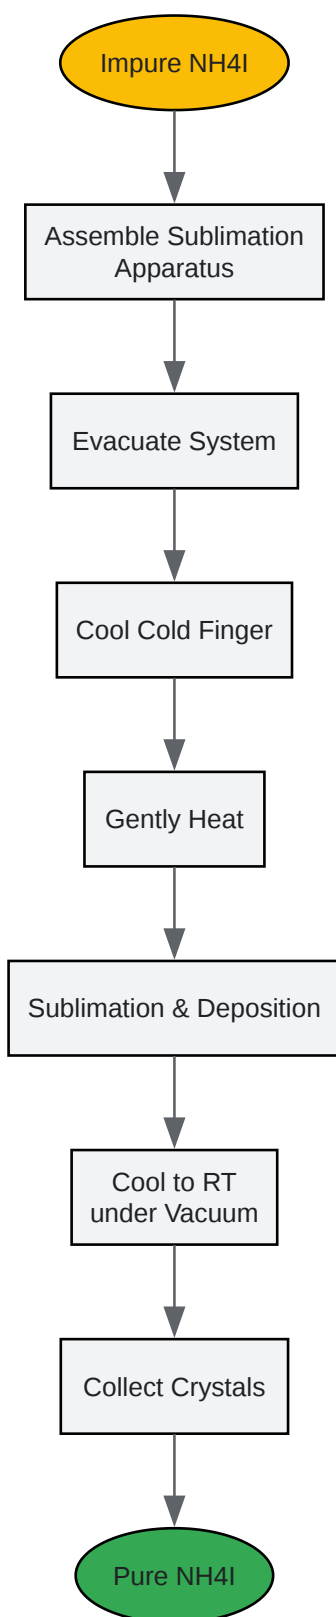 Impure NH4I
Assemble Sublimation
Apparatus
Evacuate System
Cool Cold Finger
Gently Heat
Sublimation & Deposition
Cool to RT
under Vacuum
Collect Crystals
Pure NH4I